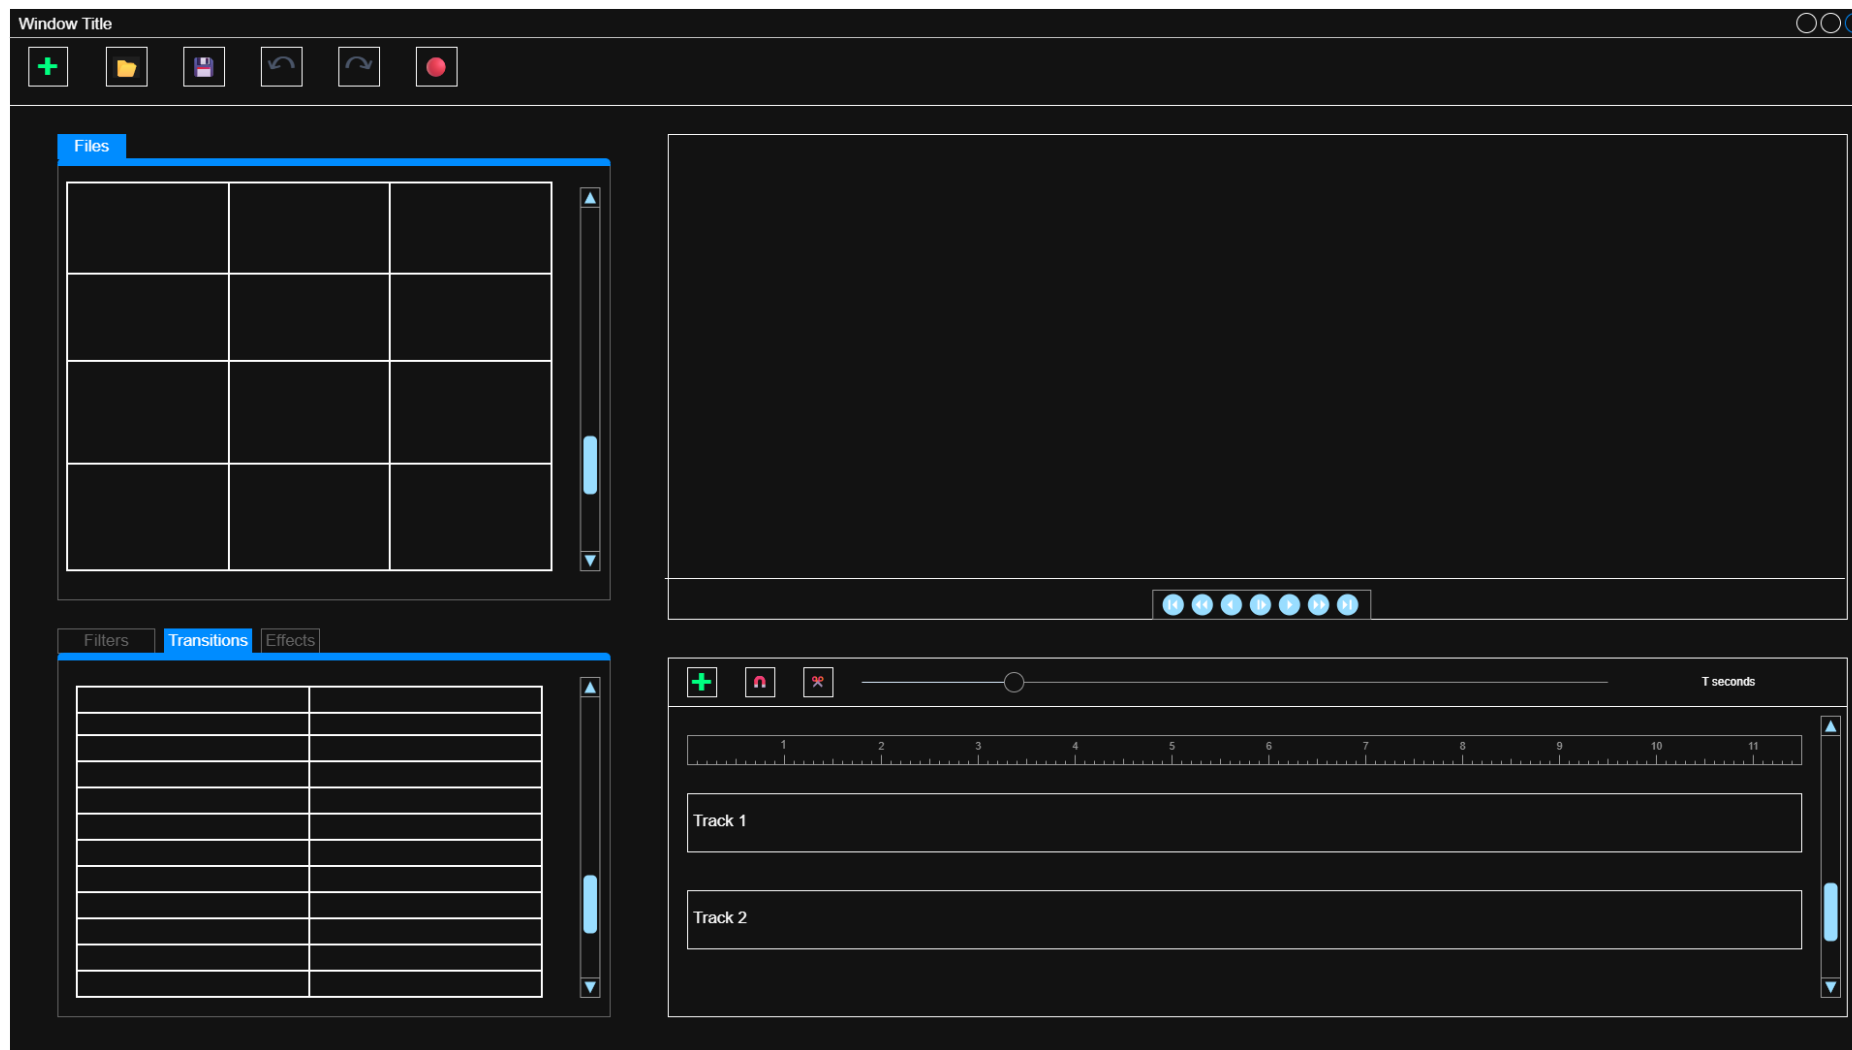 Window Title
Files
Filters Transitions Effects
T seconds
1 2 3 4 5 6 7 8 9 10 11
Track 1
Track 2